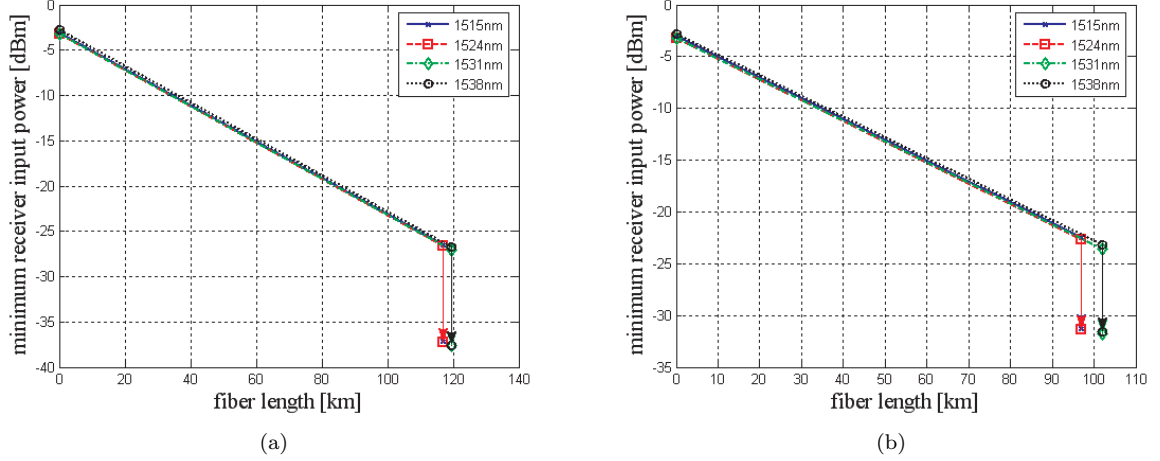 minimum receiver input power [dBm]
0
-5
-10
-15
-20
-25
-30
-35
-40
0 20 40 60 80 100 120 140
fiber length [km]
1515nm
1524nm
1531nm
1538nm
(a)
minimum receiver input power [dBm]
0
-5
-10
-15
-20
-25
-30
-35
0 10 20 30 40 50 60 70 80 90 100 110
fiber length [km]
1515nm
1524nm
1531nm
1538nm
(b)